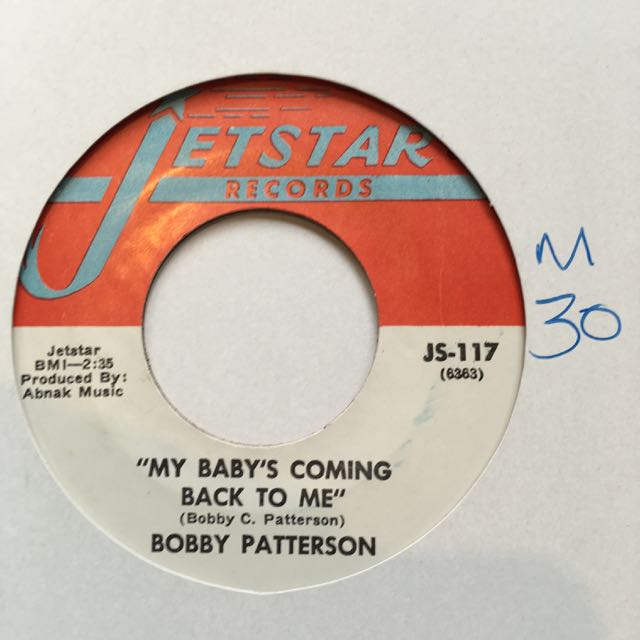 JETSTAR
RECORDS
M
30
Jetstar
BMI—2:35
Produced By:
Abnak Music
JS-117
(6363)
"MY BABY'S COMING
BACK TO ME"
(Bobby C. Patterson)
BOBBY PATTERSON